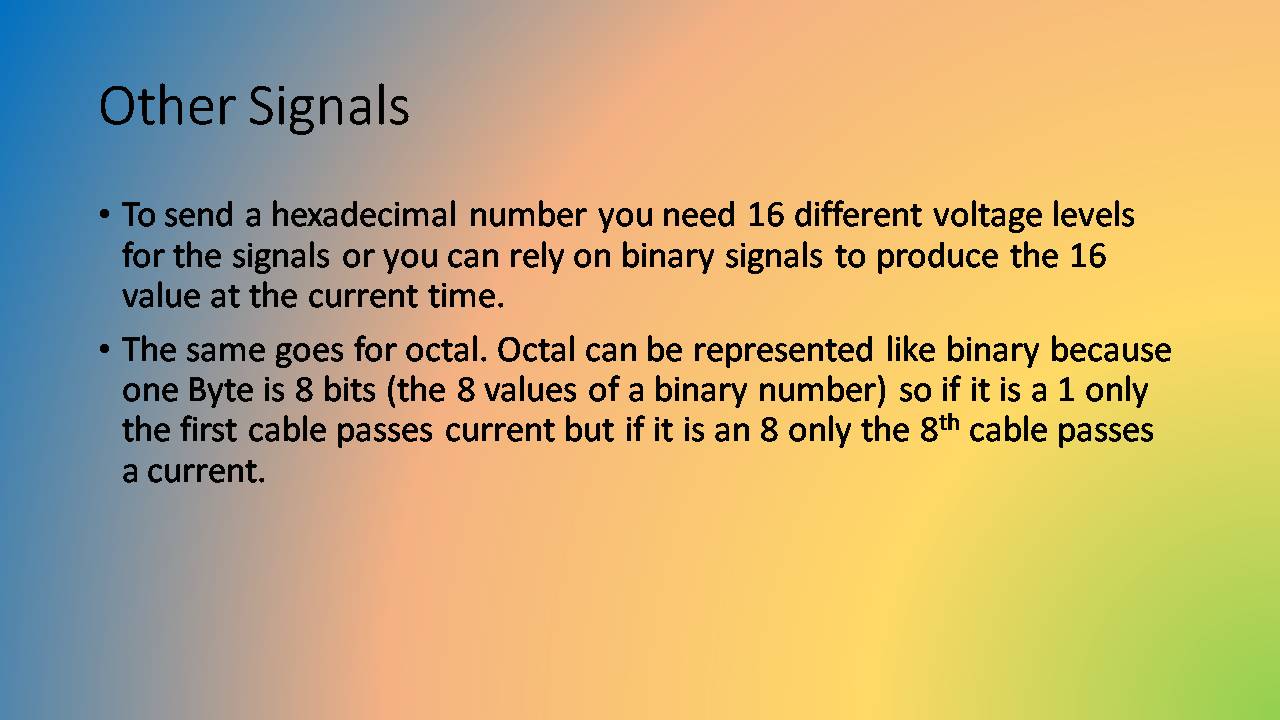 Other Signals
• To send a hexadecimal number you need 16 different voltage levels
for the signals or you can rely on binary signals to produce the 16
value at the current time.
• The same goes for octal. Octal can be represented like binary because
one Byte is 8 bits (the 8 values of a binary number) so if it is a 1 only
the first cable passes current but if it is an 8 only the 8th cable passes
a current.